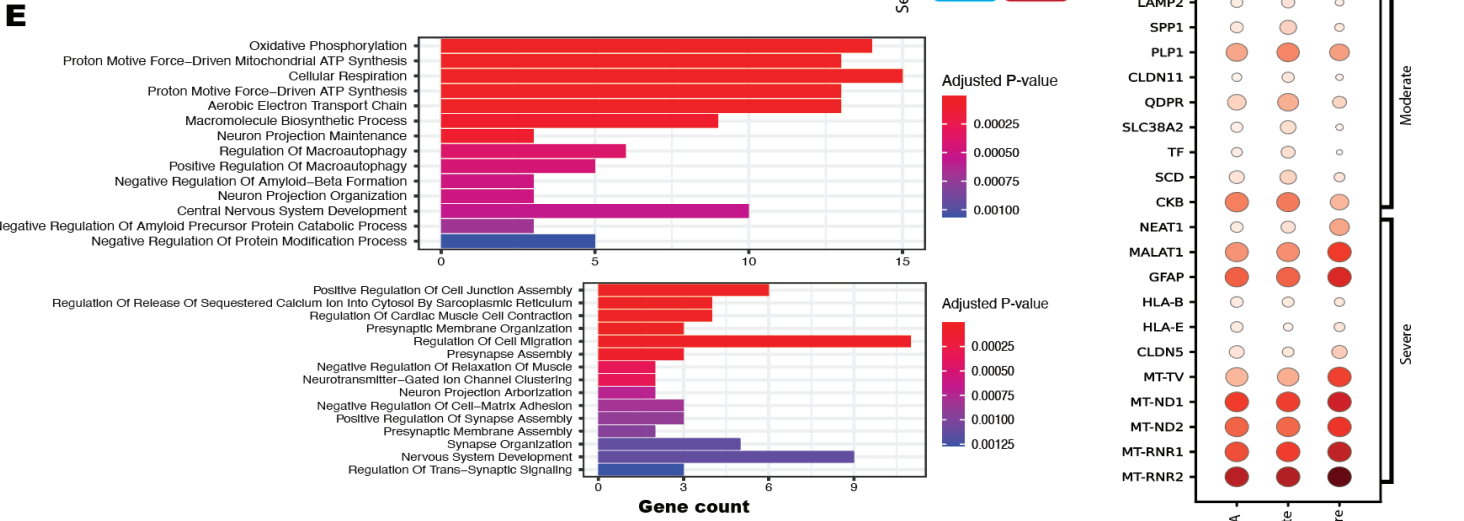 E
Se
Oxidative Phosphorylation
Proton Motive Force−Driven Mitochondrial ATP Synthesis
Cellular Respiration
Proton Motive Force−Driven ATP Synthesis
Aerobic Electron Transport Chain
Macromolecule Biosynthetic Process
Neuron Projection Maintenance
Regulation Of Macroautophagy
Positive Regulation Of Macroautophagy
Negative Regulation Of Amyloid−Beta Formation
Neuron Projection Organization
Central Nervous System Development
Negative Regulation Of Amyloid Precursor Protein Catabolic Process
Negative Regulation Of Protein Modification Process
0 5 10 15
Adjusted P-value
0.00025
0.00050
0.00075
0.00100
Positive Regulation Of Cell Junction Assembly
Regulation Of Release Of Sequestered Calcium Ion Into Cytosol By Sarcoplasmic Reticulum
Regulation Of Cardiac Muscle Cell Contraction
Presynaptic Membrane Organization
Regulation Of Cell Migration
Presynapse Assembly
Negative Regulation Of Relaxation Of Muscle
Neurotransmitter−Gated Ion Channel Clustering
Neuron Projection Arborization
Negative Regulation Of Cell−Matrix Adhesion
Positive Regulation Of Synapse Assembly
Presynaptic Membrane Assembly
Synapse Organization
Nervous System Development
Regulation Of Trans−Synaptic Signaling
0 3 6 9
Gene count
Adjusted P-value
0.00025
0.00050
0.00075
0.00100
0.00125
LAMP2
SPP1
PLP1
CLDN11
QDPR
SLC38A2
TF
SCD
CKB
NEAT1
MALAT1
GFAP
HLA-B
HLA-E
CLDN5
MT-TV
MT-ND1
MT-ND2
MT-RNR1
MT-RNR2
Moderate
Severe
A
te
re